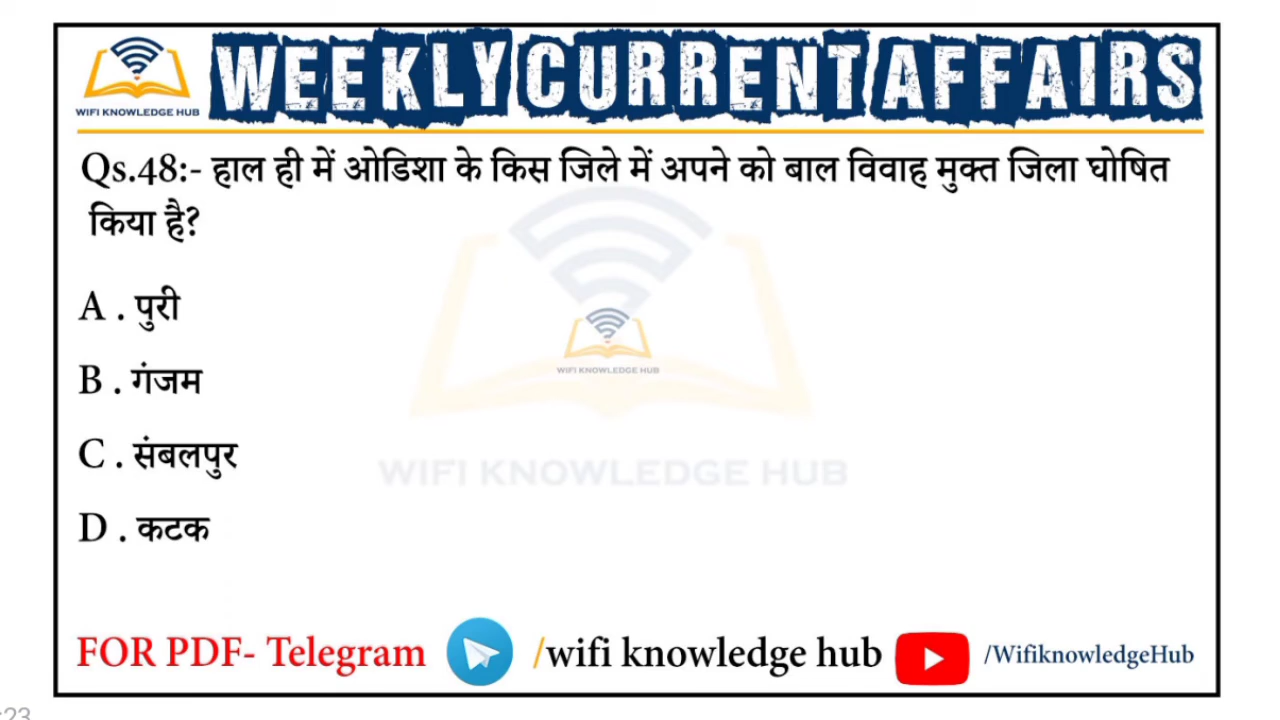 WIFI KNOWLEDGE HUB
WEEKLY CURRENT AFFAIRS
Qs.48:- हाल ही में ओडिशा के किस जिले में अपने को बाल विवाह मुक्त जिला घोषित
किया है?
A . पुरी
WIFI KNOWLEDGE HUB
B . गंजम
C . संबलपुर
WIFI KNOWLEDGE HUB
D . कटक
FOR PDF- Telegram /wifi knowledge hub /WifiknowledgeHub
:23